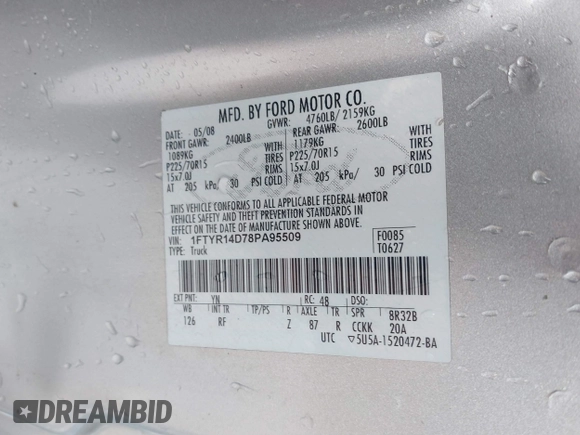 MFD. BY FORD MOTOR CO.
DATE: 05/08 GVWR: 4760LB/ 2159KG
FRONT GAWR: 2400LB REAR GAWR: 2600LB
1089KG 1179KG
P225/70R15 TIRES P225/70R15 TIRES
15x7.0J RIMS 15x7.0J RIMS
AT 205 kPa/ 30 PSI COLD AT 205 kPa/ 30 PSI COLD
THIS VEHICLE CONFORMS TO ALL APPLICABLE FEDERAL MOTOR
VEHICLE SAFETY AND THEFT PREVENTION STANDARDS IN
EFFECT ON THE DATE OF MANUFACTURE SHOWN ABOVE.
VIN: 1FTYR14D78PA95509 F0085
TYPE: Truck T0627
EXT PNT: YN RC: 48 DSO:
WB INT TR TP/PS R AXLE TR SPR 8R32B
126 RF Z 87 R CCKK 20A
UTC ▽5U5A-1520472-BA
DREAMBID